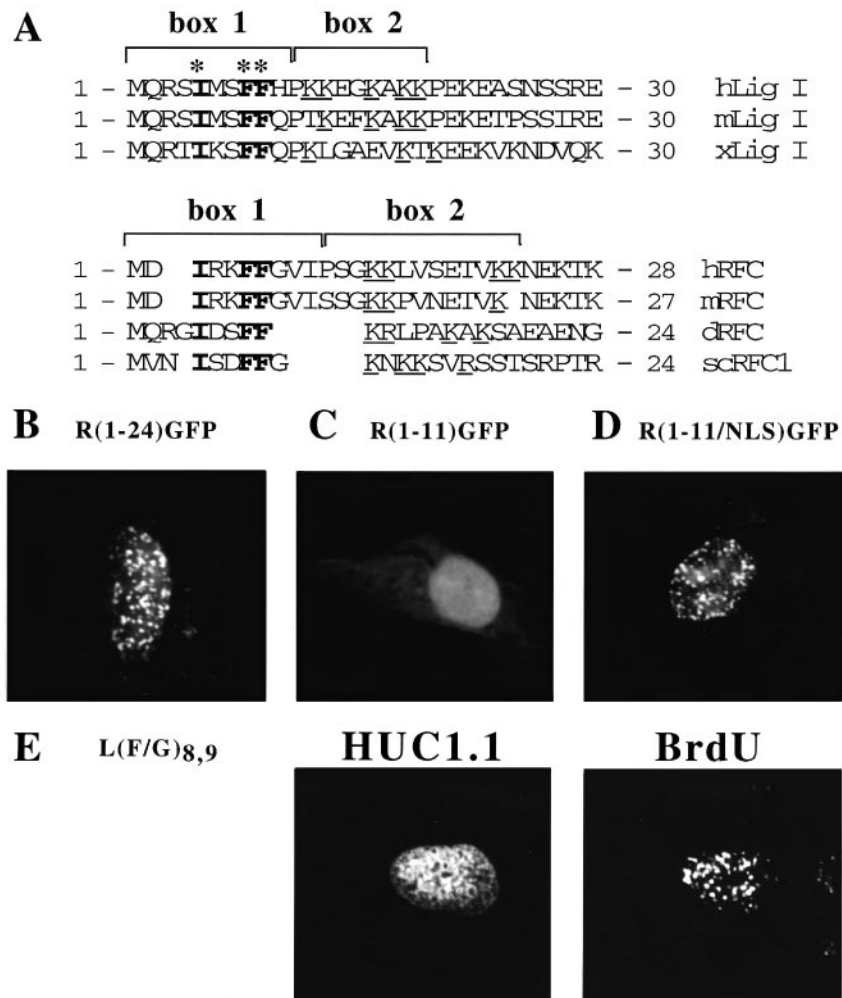 A
box 1 box 2
* * *
1 - MQRSIMSFFHPKKEGKAKKPEKEASNSSRE - 30 hLig I
1 - MQRSIMSFFQPTKEFKAKKPEKETPSSIRE - 30 mLig I
1 - MQRTIKSFFQPKLGAEVKTKEEKVKNDVQK - 30 xLig I
box 1 box 2
1 - MD IRKFFGVIPSGKKLVSETVKKNEKTK - 28 hRFC
1 - MD IRKFFGVISSGKKPVNETVK NEKTK - 27 mRFC
1 - MQRGIDSFF KRLPAKAKSAEAENG - 24 dRFC
1 - MVN ISDFFG KNKKSVRSSTSRPTR - 24 scRFC1
B R(1-24)GFP C R(1-11)GFP D R(1-11/NLS)GFP
E L(F/G)8,9 HUC1.1 BrdU